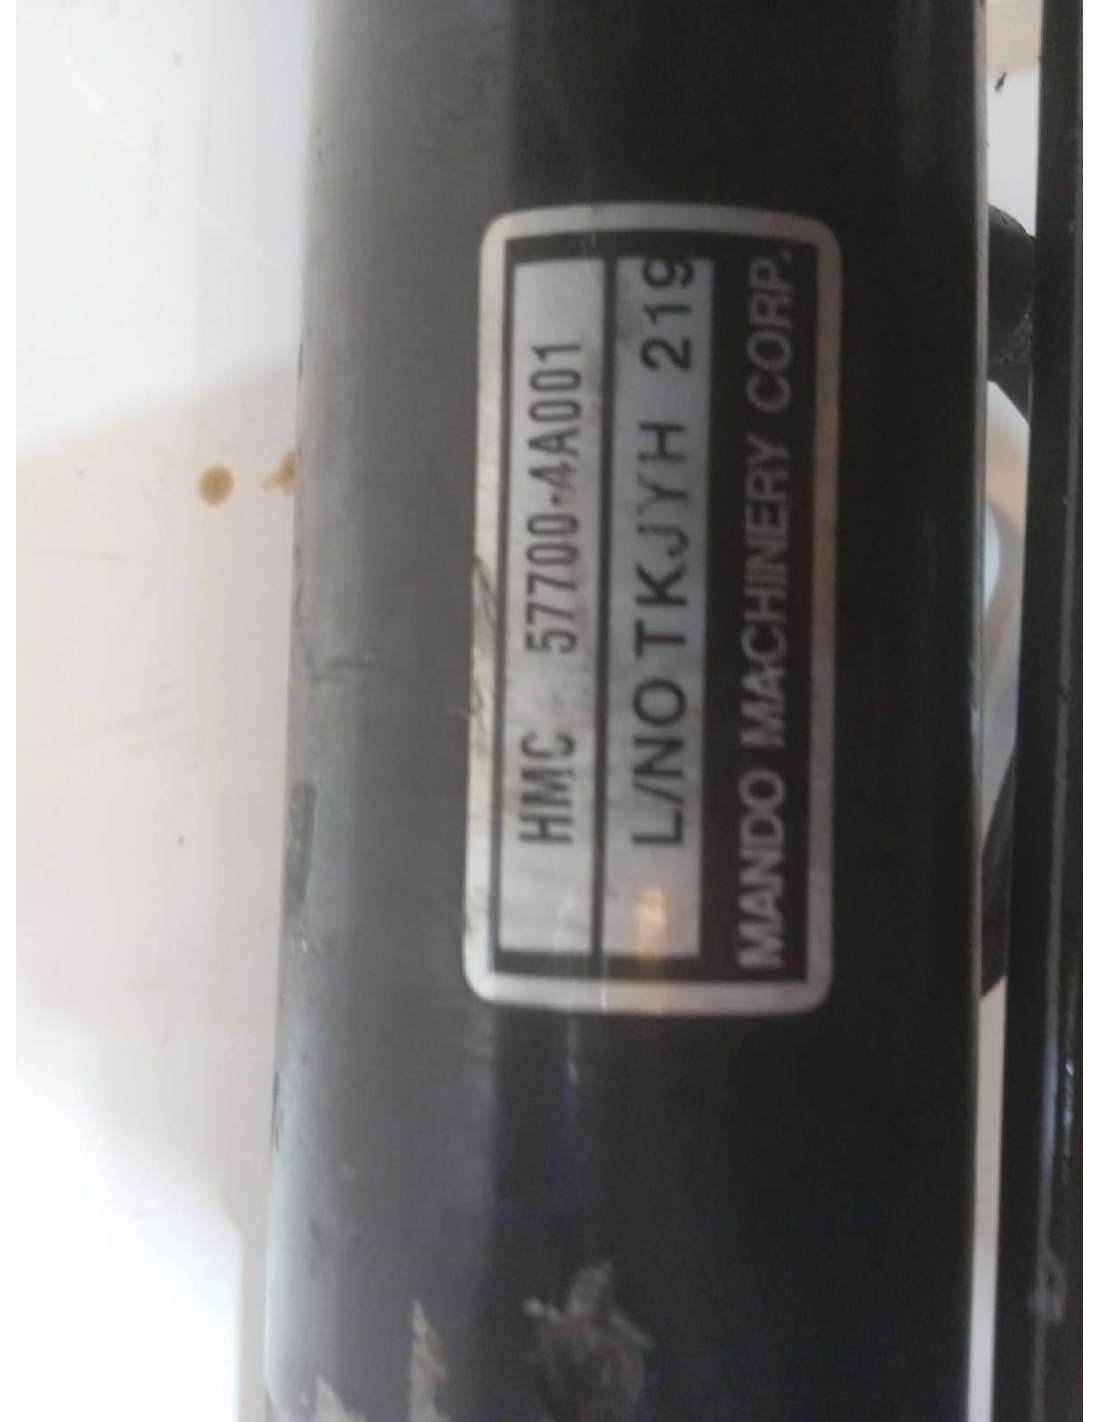 HMC 57700-4A001
L/NO TKJYH 219
MANDO MACHINERY CORP.